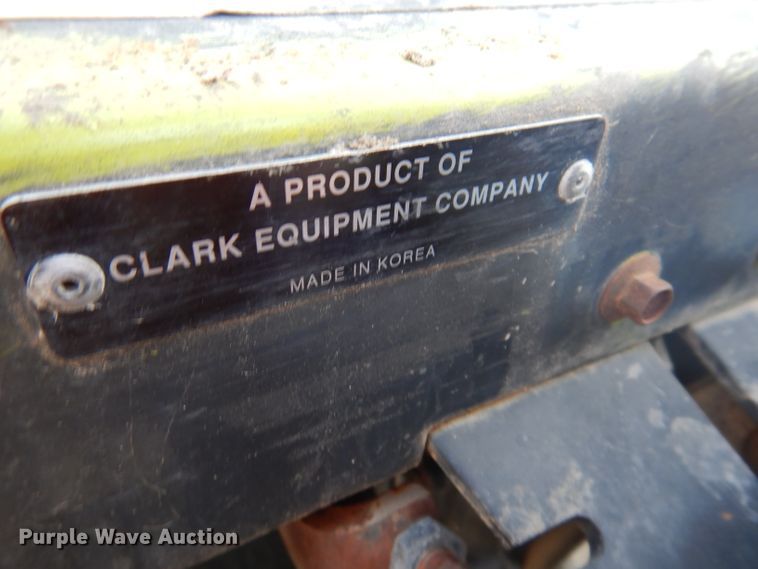 A PRODUCT OF
CLARK EQUIPMENT COMPANY
MADE IN KOREA
Purple Wave Auction